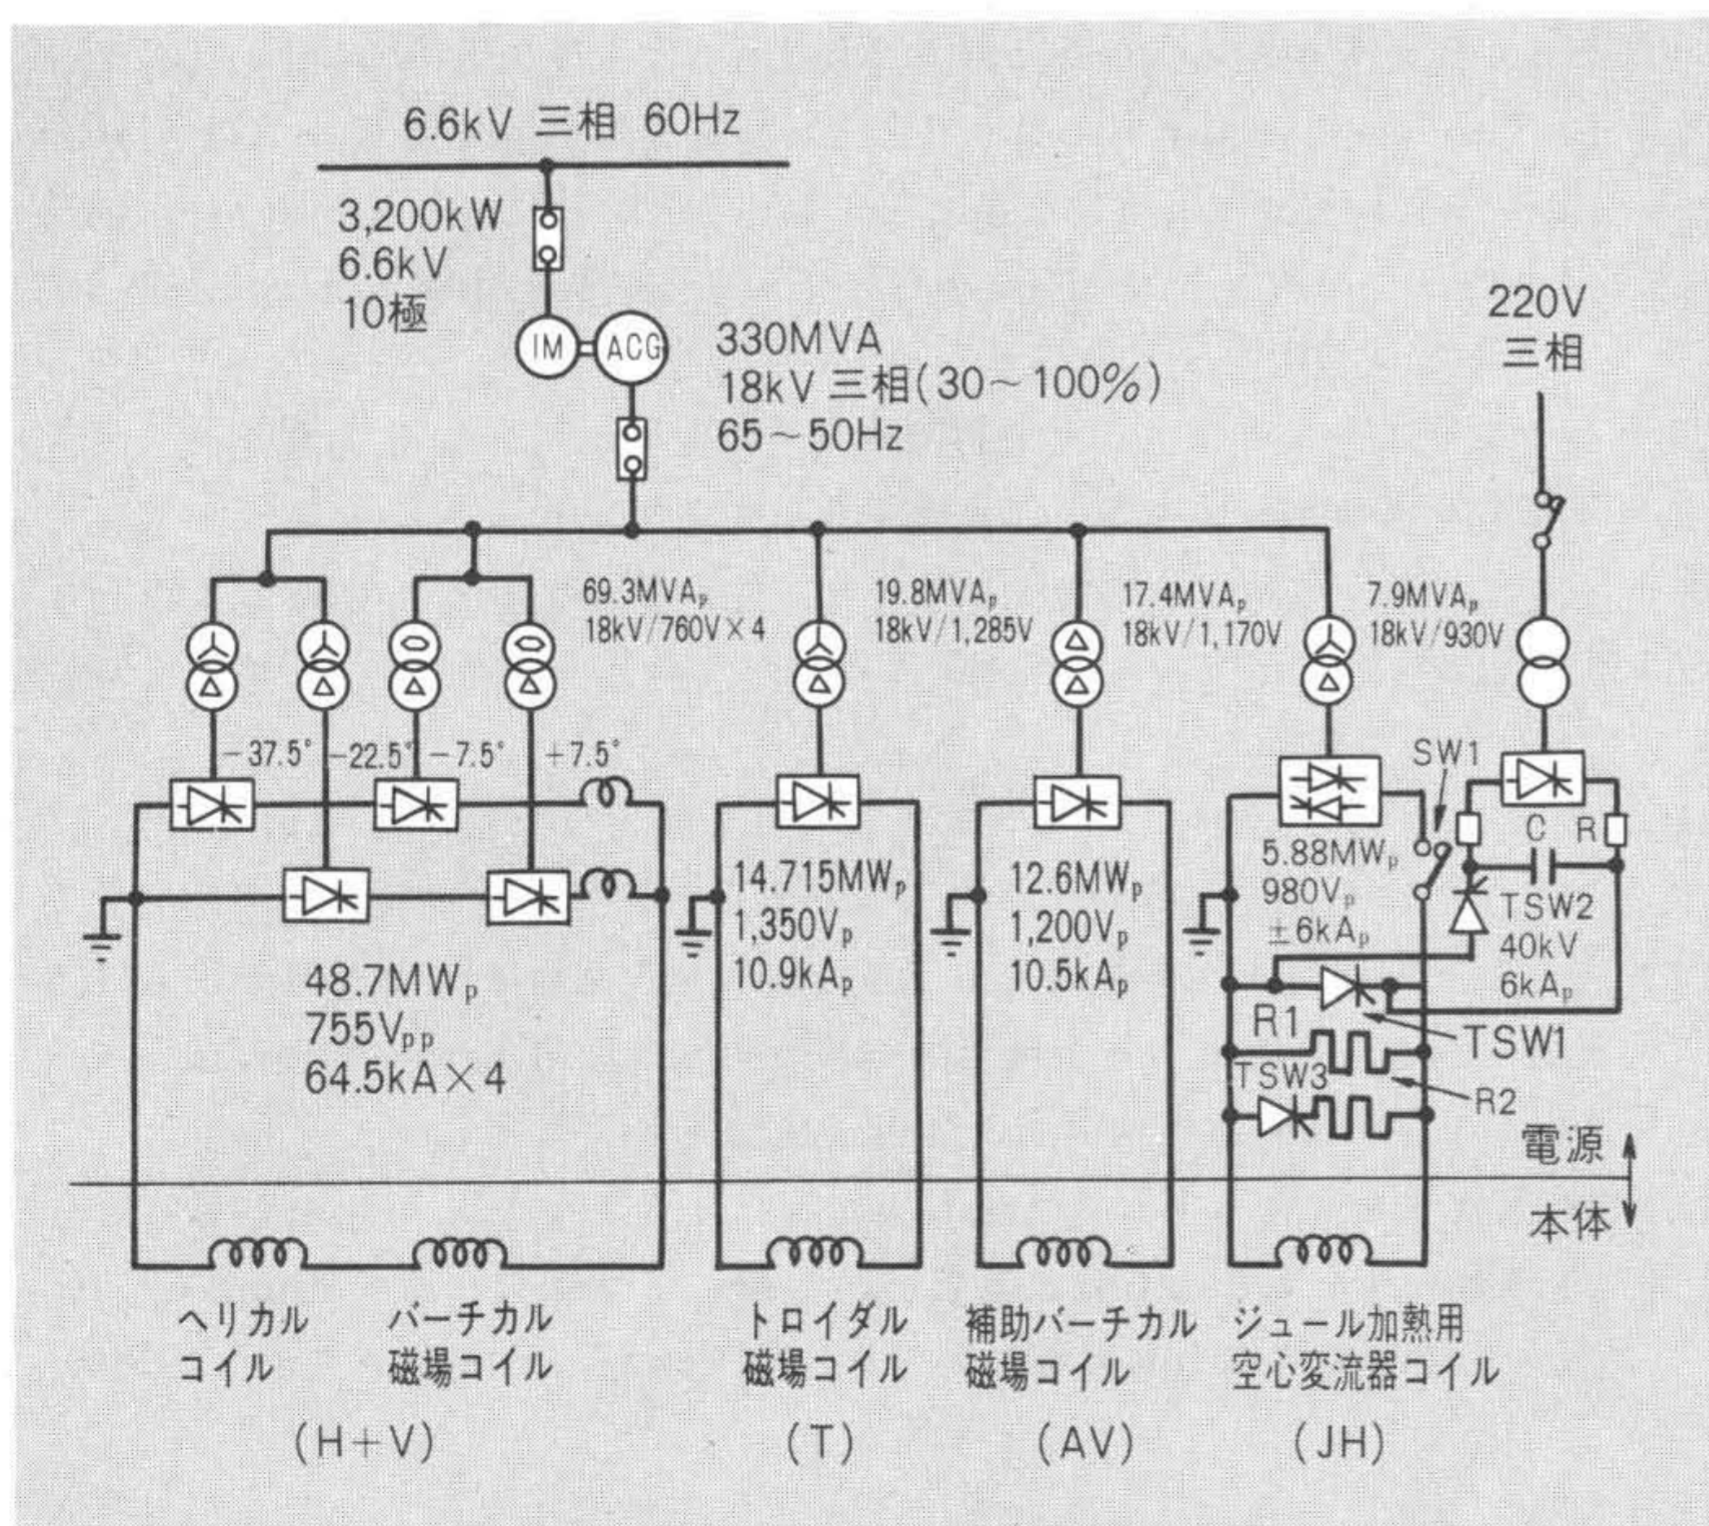 6.6kV 三相 60Hz
3,200kW
6.6kV
10極
IM
ACG
330MVA
18kV 三相(30～100%)
65～50Hz
220V
三相
69.3MVAp
18kV/760V×4
19.8MVAp
18kV/1,285V
17.4MVAp
18kV/1,170V
7.9MVAp
18kV/930V
－37.5°
－22.5°
－7.5°
＋7.5°
SW1
C
R
48.7MWp
755Vpp
64.5kA×4
14.715MWp
1,350Vp
10.9kAp
12.6MWp
1,200Vp
10.5kAp
5.88MWp
980Vp
±6kAp
TSW2
40kV
6kAp
R1
TSW1
TSW3
R2
電源
本体
ヘリカル
コイル
バーチカル
磁場コイル
トロイダル
磁場コイル
補助バーチカル
磁場コイル
ジュール加熱用
空心変流器コイル
(H＋V)
(T)
(AV)
(JH)